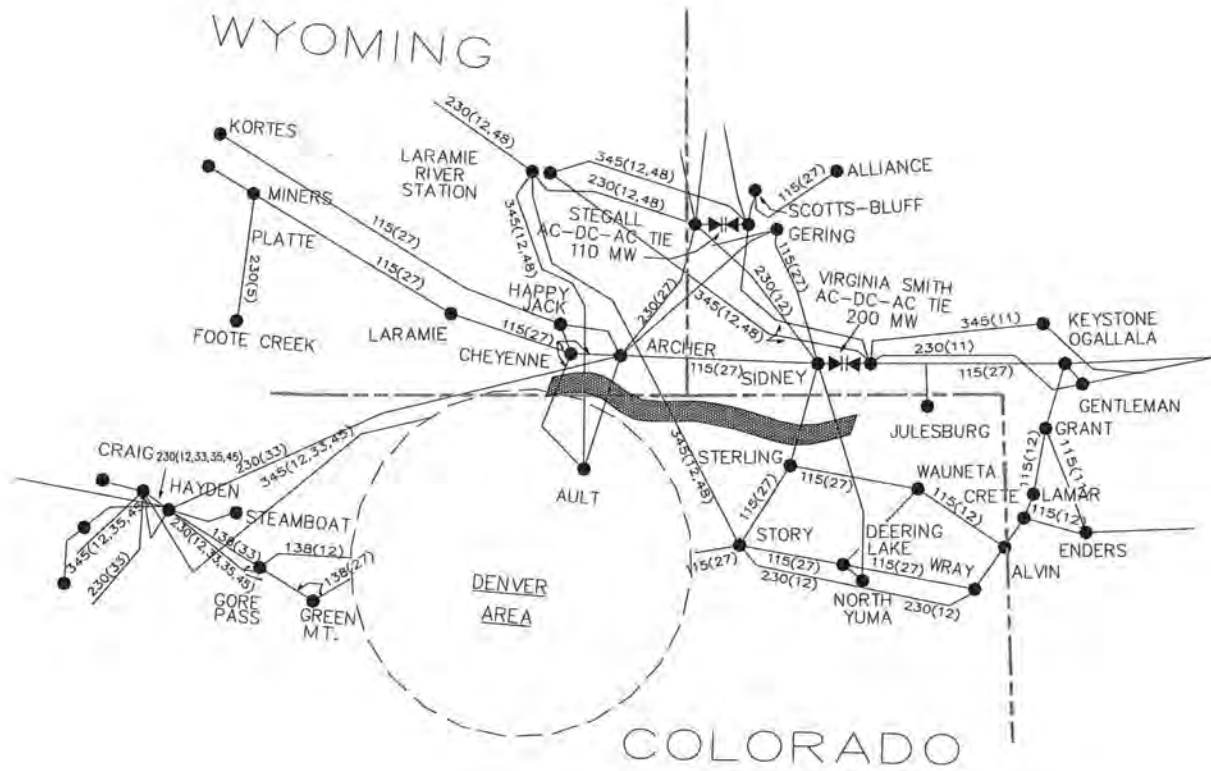 WYOMING
KORTES
MINERS
PLATTE
FOOTE CREEK
230(5)
115(27)
115(27)
LARAMIE
LARAMIE
RIVER
STATION
230(12,48)
345(12,48)
230(12,48)
345(12,48)
STEGALL
AC-DC-AC TIE
110 MW
115(27)
ALLIANCE
SCOTTS-BLUFF
GERING
115(27)
230(12)
VIRGINIA SMITH
AC-DC-AC TIE
200 MW
345(12,48)
230(27)
HAPPY
JACK
115(27)
CHEYENNE
ARCHER
115(27)
SIDNEY
345(11)
230(11)
115(27)
KEYSTONE
OGALLALA
GENTLEMAN
JULESBURG
GRANT
CRAIG
230(12,33,35,45)
230(33)
345(12,33,45)
HAYDEN
STEAMBOAT
345(12,35,45)
230(33)
138(33)
230(12,33,35,45)
138(12)
138(27)
GORE
PASS
GREEN
MT.
AULT
DENVER
AREA
345(12,48)
STERLING
115(27)
115(27)
WAUNETA
115(12)
CRETE
LAMAR
115(12)
115(11)
115(12)
ENDERS
STORY
115(27)
DEERING
LAKE
115(27)
230(12)
115(27)
WRAY
ALVIN
NORTH
YUMA
230(12)
COLORADO